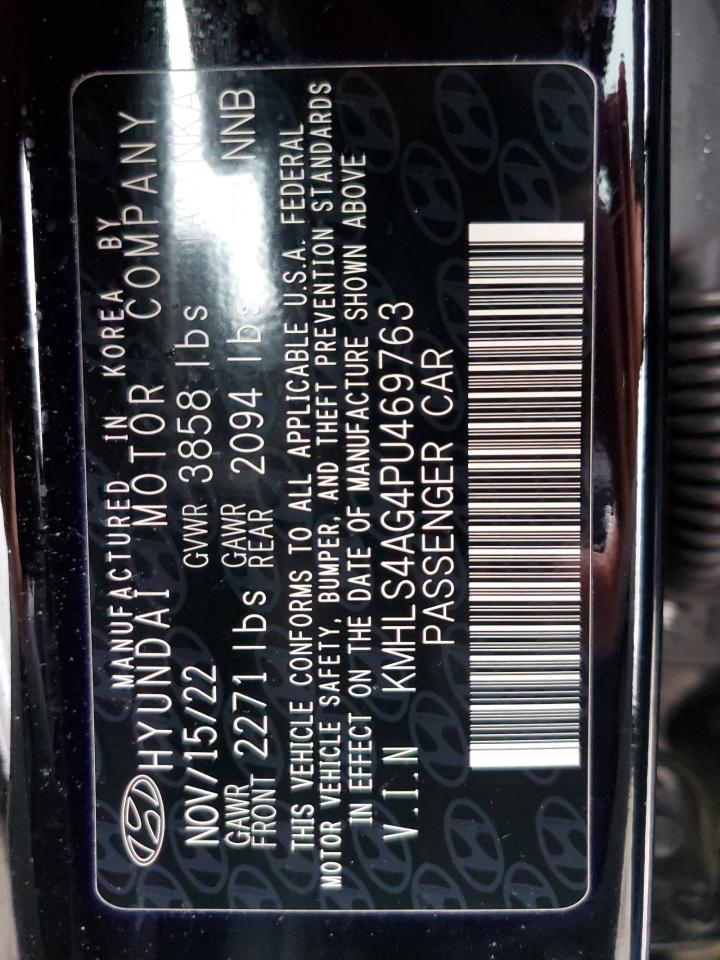 MANUFACTURED IN KOREA BY
HYUNDAI MOTOR COMPANY
NOV/15/22 GVWR 3858 lbs
GAWR FRONT 2271 lbs GAWR REAR 2094 lbs NNB
THIS VEHICLE CONFORMS TO ALL APPLICABLE U.S.A. FEDERAL
MOTOR VEHICLE SAFETY, BUMPER, AND THEFT PREVENTION STANDARDS
IN EFFECT ON THE DATE OF MANUFACTURE SHOWN ABOVE
V.I.N KMHLS4AG4PU469763
PASSENGER CAR